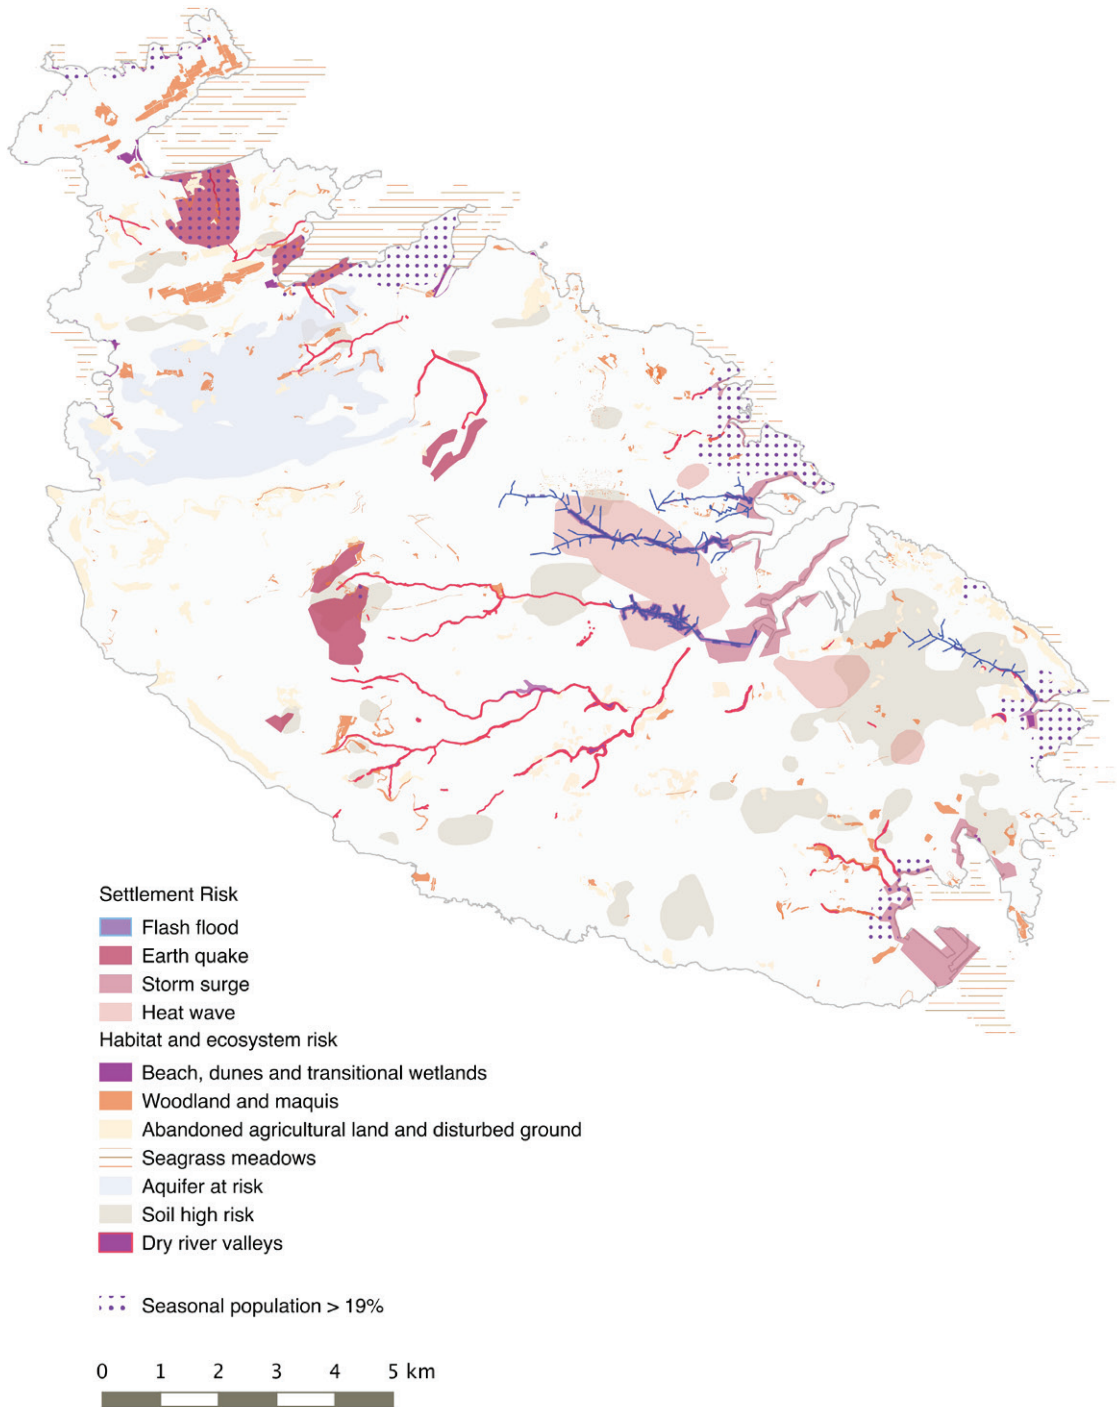 Settlement Risk
Flash flood
Earth quake
Storm surge
Heat wave
Habitat and ecosystem risk
Beach, dunes and transitional wetlands
Woodland and maquis
Abandoned agricultural land and disturbed ground
Seagrass meadows
Aquifer at risk
Soil high risk
Dry river valleys
Seasonal population > 19%
0 1 2 3 4 5 km